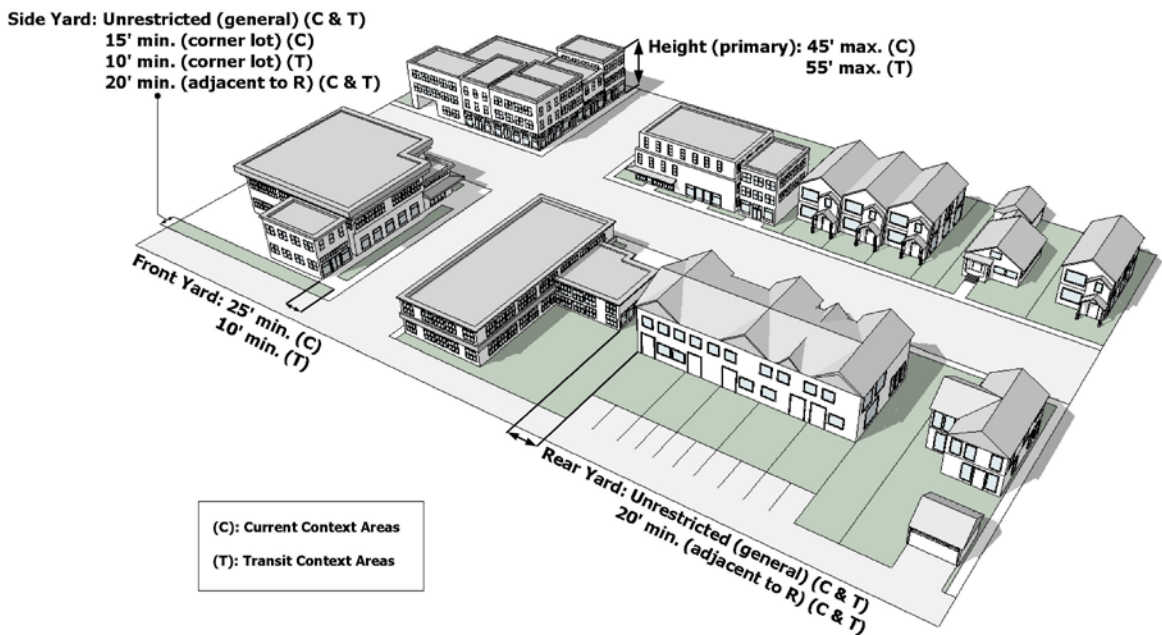 Side Yard: Unrestricted (general) (C & T)
15' min. (corner lot) (C)
10' min. (corner lot) (T)
20' min. (adjacent to R) (C & T)
Height (primary): 45' max. (C)
55' max. (T)
Front Yard: 25' min. (C)
10' min. (T)
Rear Yard: Unrestricted (general) (C & T)
20' min. (adjacent to R) (C & T)
(C): Current Context Areas
(T): Transit Context Areas